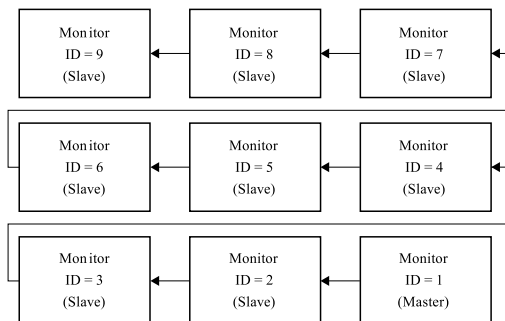 Monitor
ID = 9
(Slave)
Monitor
ID = 8
(Slave)
Monitor
ID = 7
(Slave)
Monitor
ID = 6
(Slave)
Monitor
ID = 5
(Slave)
Monitor
ID = 4
(Slave)
Monitor
ID = 3
(Slave)
Monitor
ID = 2
(Slave)
Monitor
ID = 1
(Master)